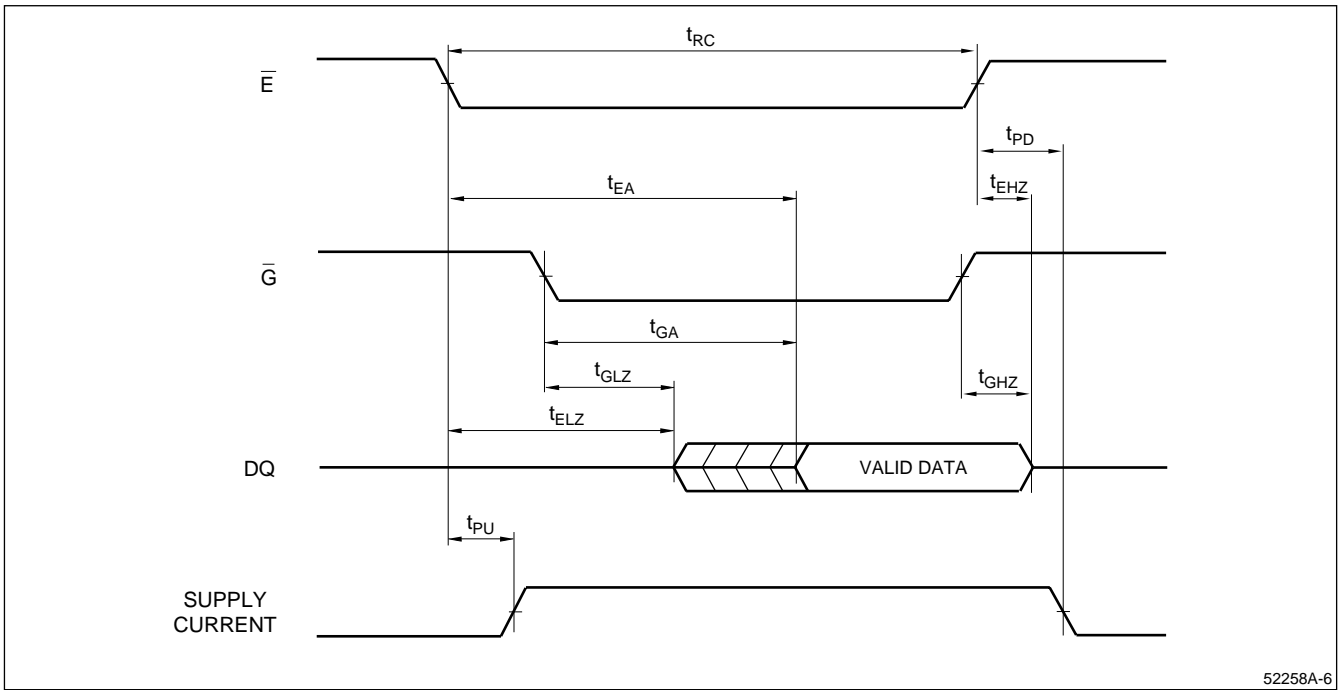 tRC
E̅
tPD
tEHZ
tEA
G̅
tGA
tGLZ
tGHZ
tELZ
DQ
VALID DATA
tPU
SUPPLY
CURRENT
52258A-6